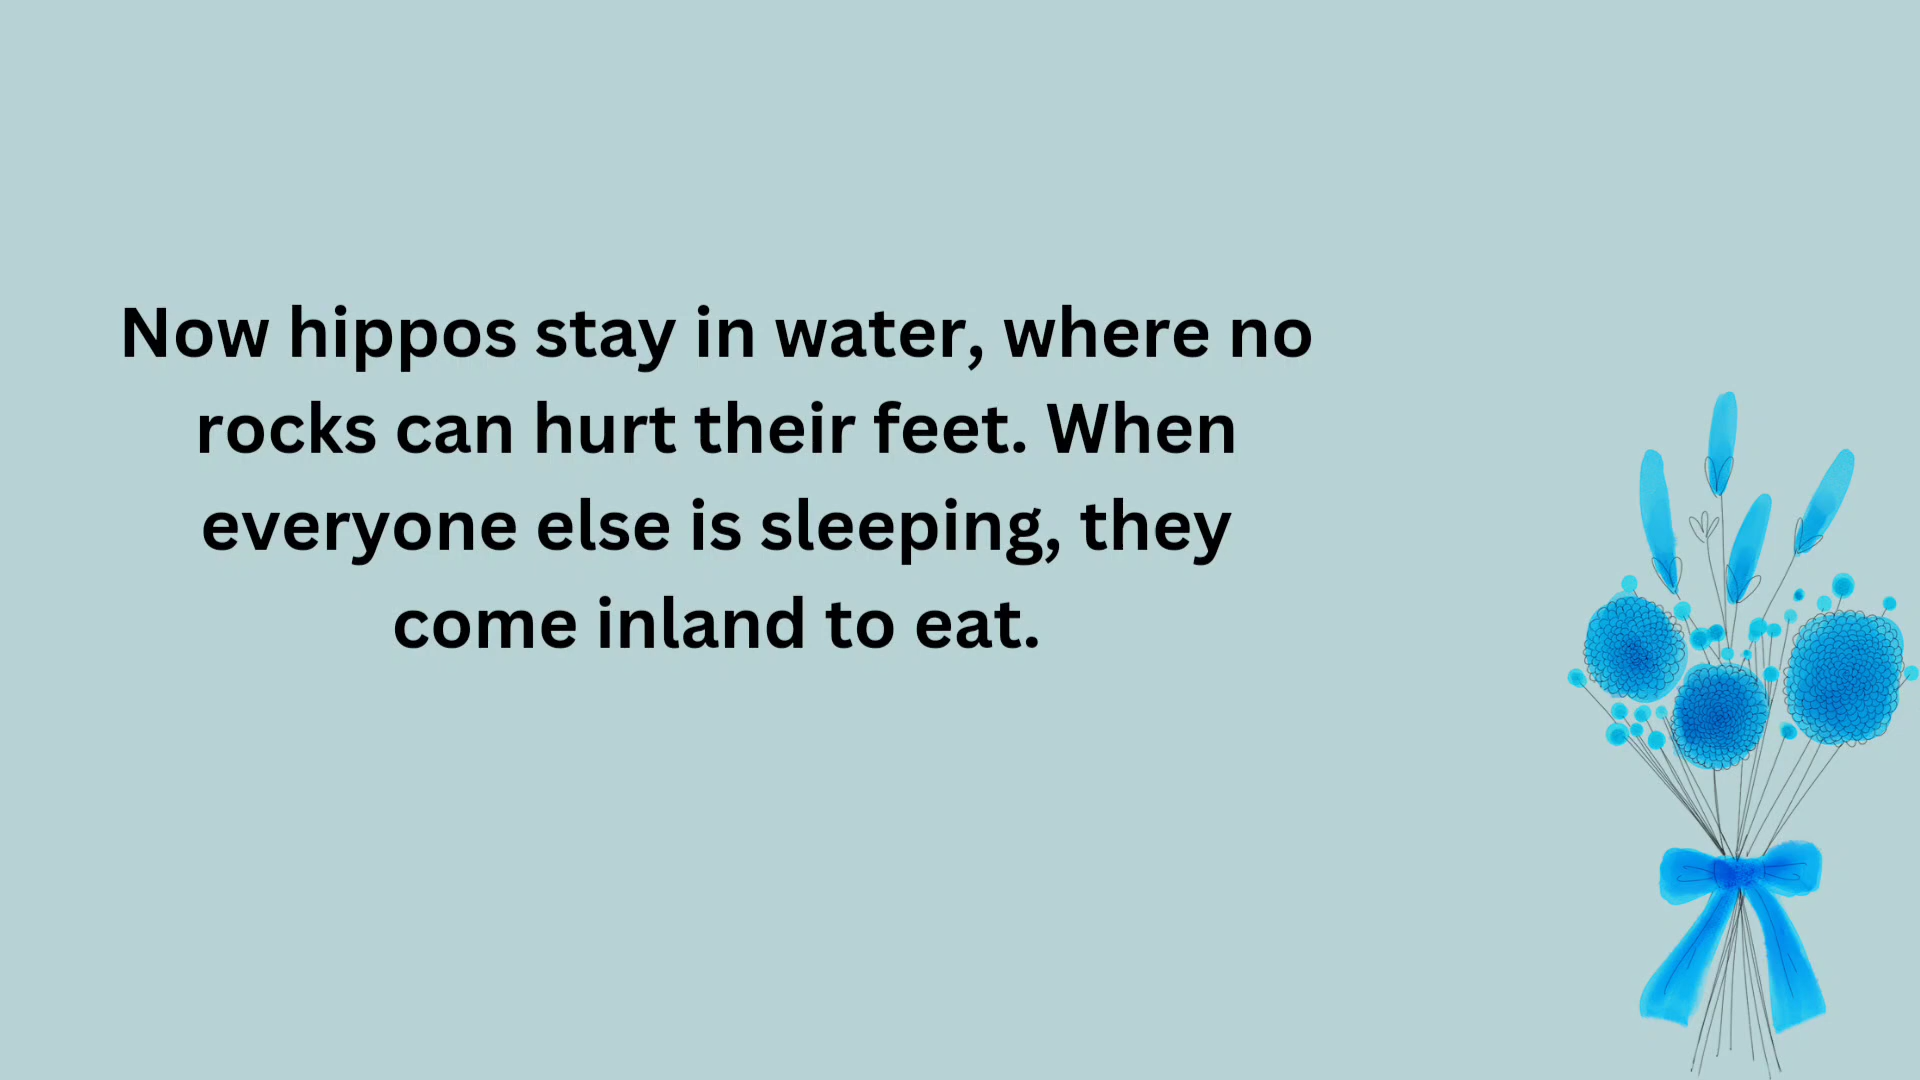 Now hippos stay in water, where no
rocks can hurt their feet. When
everyone else is sleeping, they
come inland to eat.